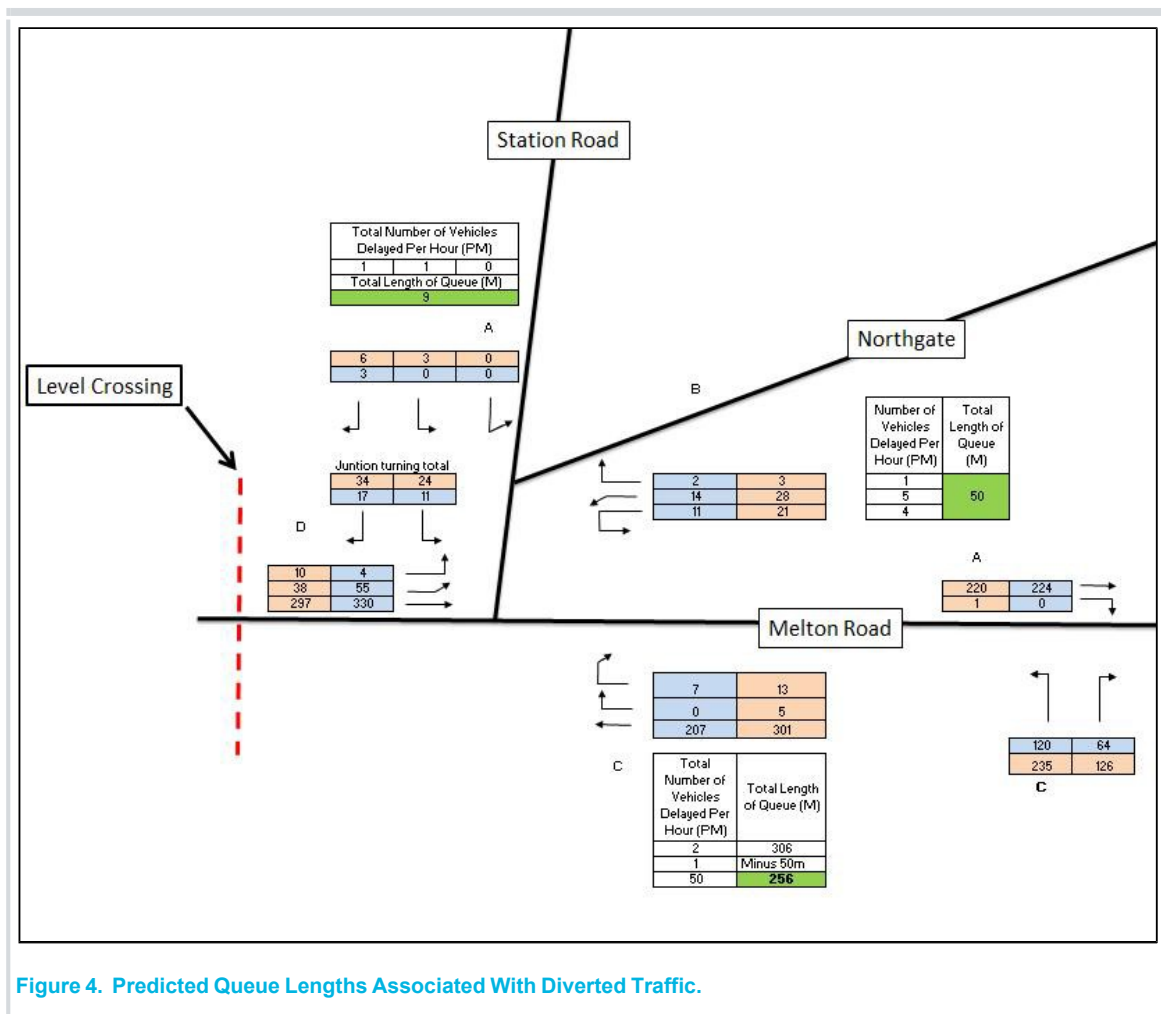 Station Road
Total Number of Vehicles
Delayed Per Hour (PM)
1 1 0
Total Length of Queue (M)
9
A
6 3 0
3 0 0
Level Crossing
Northgate
B
Number of
Vehicles
Delayed Per
Hour (PM)
Total
Length of
Queue
(M)
1
5 50
4
Juntion turning total
34 24
17 11
2 3
14 28
11 21
D
10 4
38 55
297 330
A
220 224
1 0
Melton Road
7 13
0 5
207 301
C
Total
Number of
Vehicles
Delayed Per
Hour (PM)
Total Length
of Queue (M)
2 306
1 Minus 50m
50 256
120 64
235 126
C
Figure 4. Predicted Queue Lengths Associated With Diverted Traffic.